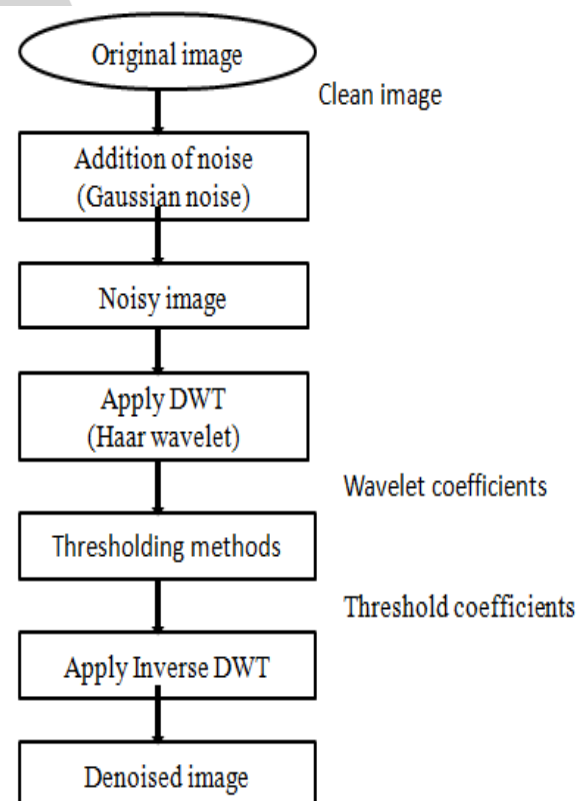 Original image
Clean image
Addition of noise
(Gaussian noise)
Noisy image
Apply DWT
(Haar wavelet)
Wavelet coefficients
Thresholding methods
Threshold coefficients
Apply Inverse DWT
Denoised image